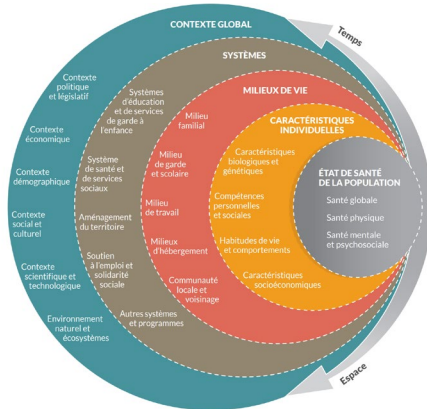 CONTEXTE GLOBAL
Temps
SYSTÈMES
Contexte
politique
et législatif
Contexte
économique
Contexte
démographique
Contexte
social et
culturel
Contexte
scientifique et
technologique
Environnement
naturel et
écosystèmes
Systèmes
d'éducation
et de services
de garde à
l'enfance
Système
de santé et
de services
sociaux
Aménagement
du territoire
Soutien
à l'emploi et
solidarité
sociale
Autres systèmes
et programmes
MILIEUX DE VIE
Milieu
familial
Milieu
de garde
et scolaire
Milieu
de travail
Milieux
d'hébergement
Communauté
locale et
voisinage
CARACTÉRISTIQUES
INDIVIDUELLES
Caractéristiques
biologiques et
génétiques
Compétences
personnelles
et sociales
Habitudes de vie
et comportements
Caractéristiques
socioéconomiques
ÉTAT DE SANTÉ
DE LA POPULATION
Santé globale
Santé physique
Santé mentale
et psychosociale
Espace